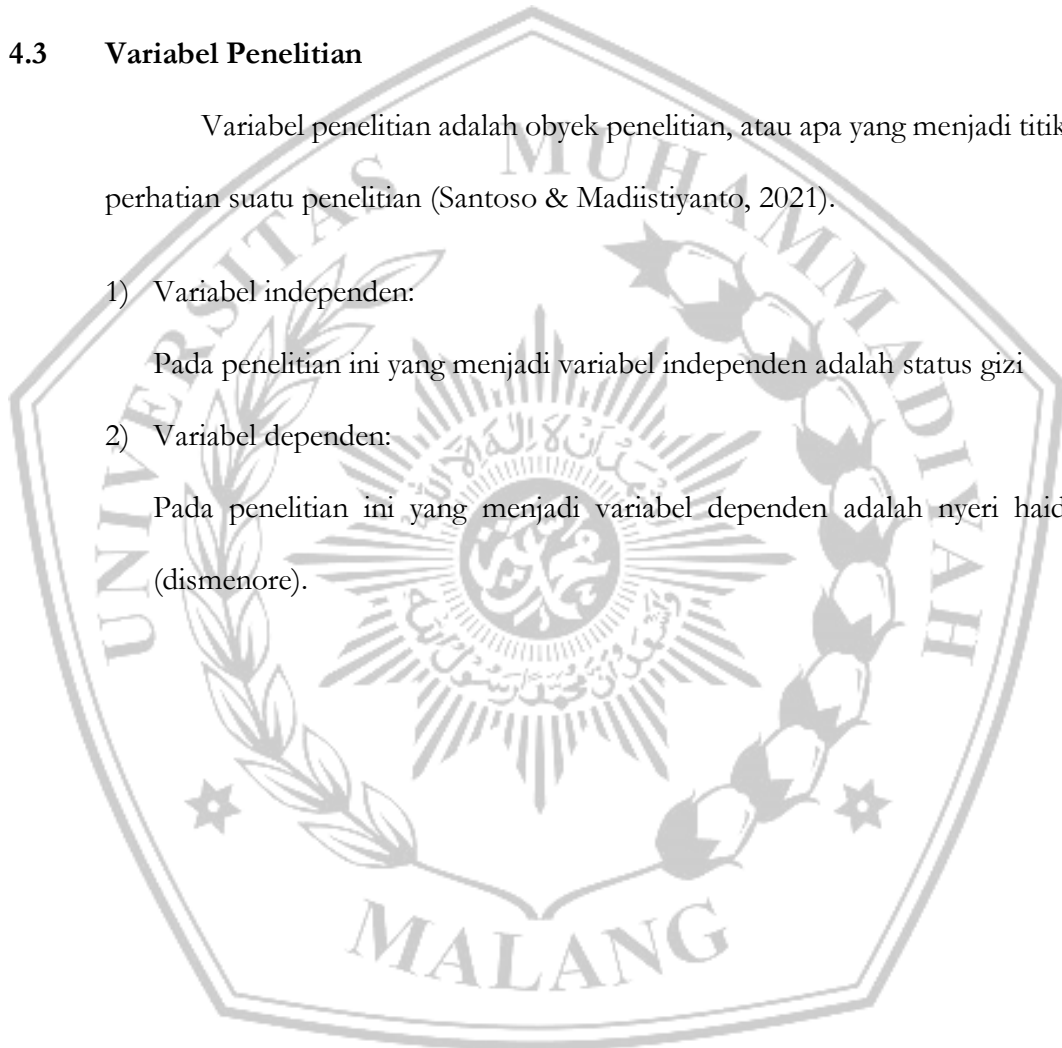 4.3 Variabel Penelitian
Variabel penelitian adalah obyek penelitian, atau apa yang menjadi titik
perhatian suatu penelitian (Santoso & Madiistiyanto, 2021).
1) Variabel independen:
Pada penelitian ini yang menjadi variabel independen adalah status gizi
2) Variabel dependen:
Pada penelitian ini yang menjadi variabel dependen adalah nyeri haid
(dismenore).
UNIVERSITAS MUHAMMADIYAH
MALANG